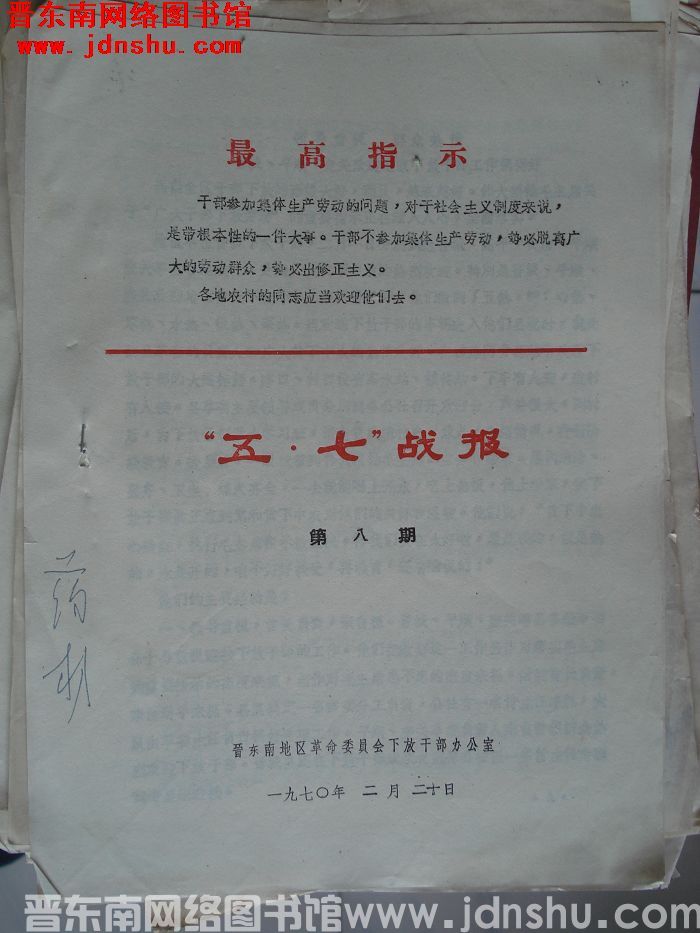 晋东南网络图书馆
www.jdnshu.com
最高指示
干部参加集体生产劳动的问题，对于社会主义制度来说，
是带根本性的一件大事。干部不参加集体生产劳动，势必脱离广
大的劳动群众，势必出修正主义。
各地农村的同志应当欢迎他们去。
“五·七”战报
第八期
药材
晋东南地区革命委员会下放干部办公室
一九七〇年 二月 二十日
晋东南网络图书馆www.jdnshu.com